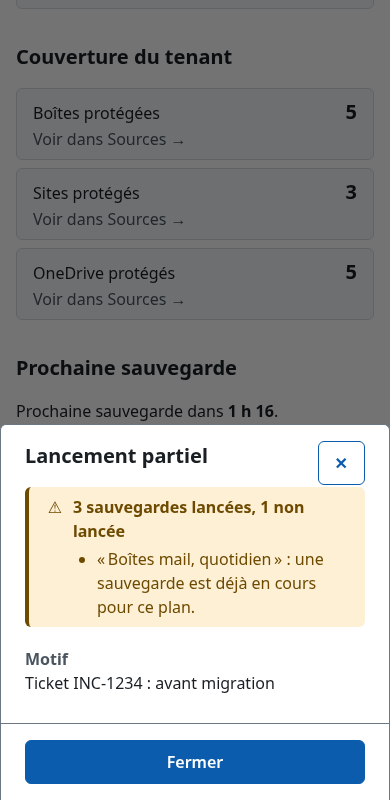 Couverture du tenant
Boîtes protégées 5
Voir dans Sources →
Sites protégés 3
Voir dans Sources →
OneDrive protégés 5
Voir dans Sources →
Prochaine sauvegarde
Prochaine sauvegarde dans 1 h 16.
Lancement partiel
×
⚠ 3 sauvegardes lancées, 1 non
lancée
• « Boîtes mail, quotidien » : une
sauvegarde est déjà en cours
pour ce plan.
Motif
Ticket INC-1234 : avant migration
Fermer